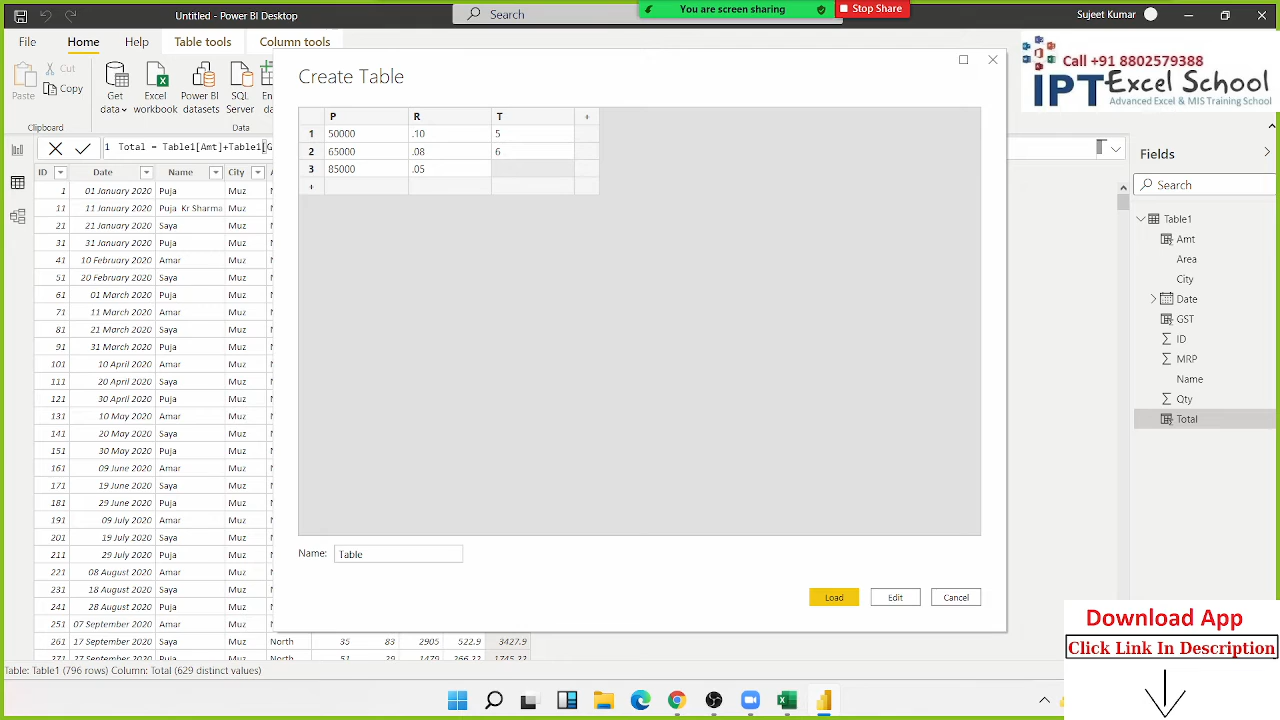 Untitled - Power BI Desktop
Search
You are screen sharing
Stop Share
Sujeet Kumar
File
Home
Help
Table tools
Column tools
Paste
Cut
Copy
Clipboard
Get data
Excel workbook
Power BI datasets
SQL Server
Data
Call +91 8802579388
IPT Excel School
Advanced Excel & MIS Training School
1 Total = Table1[Amt]+Table1[G
Create Table
P R T +
1 50000 .10 5
2 65000 .08 6
3 85000 .05
+
Name: Table
Load
Edit
Cancel
ID Date Name City
1 01 January 2020 Puja Muz
11 11 January 2020 Puja Kr Sharma Muz
21 21 January 2020 Saya Muz
31 31 January 2020 Puja Muz
41 10 February 2020 Amar Muz
51 20 February 2020 Saya Muz
61 01 March 2020 Puja Muz
71 11 March 2020 Amar Muz
81 21 March 2020 Saya Muz
91 31 March 2020 Puja Muz
101 10 April 2020 Amar Muz
111 20 April 2020 Saya Muz
121 30 April 2020 Puja Muz
131 10 May 2020 Amar Muz
141 20 May 2020 Saya Muz
151 30 May 2020 Puja Muz
161 09 June 2020 Amar Muz
171 19 June 2020 Saya Muz
181 29 June 2020 Puja Muz
191 09 July 2020 Amar Muz
201 19 July 2020 Saya Muz
211 29 July 2020 Puja Muz
221 08 August 2020 Amar Muz
231 18 August 2020 Saya Muz
241 28 August 2020 Puja Muz
251 07 September 2020 Amar Muz
261 17 September 2020 Saya Muz North 35 83 2905 522.9 3427.9
271 27 September 2020 Puja Muz North 51 29 1479 266.22 1745.22
Table: Table1 (796 rows) Column: Total (629 distinct values)
Fields
Search
Table1
Amt
Area
City
Date
GST
ID
MRP
Name
Qty
Total
Download App
Click Link In Description